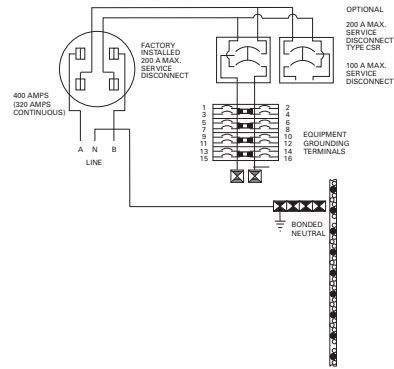 OPTIONAL
200 A MAX.
SERVICE
DISCONNECT
TYPE CSR
100 A MAX.
SERVICE
DISCONNECT
FACTORY
INSTALLED
200 A MAX.
SERVICE
DISCONNECT
400 AMPS
(320 AMPS
CONTINUOUS)
A N B
LINE
1 2
3 4
5 6
7 8
9 10
11 12
13 14
15 16
EQUIPMENT
GROUNDING
TERMINALS
BONDED
NEUTRAL